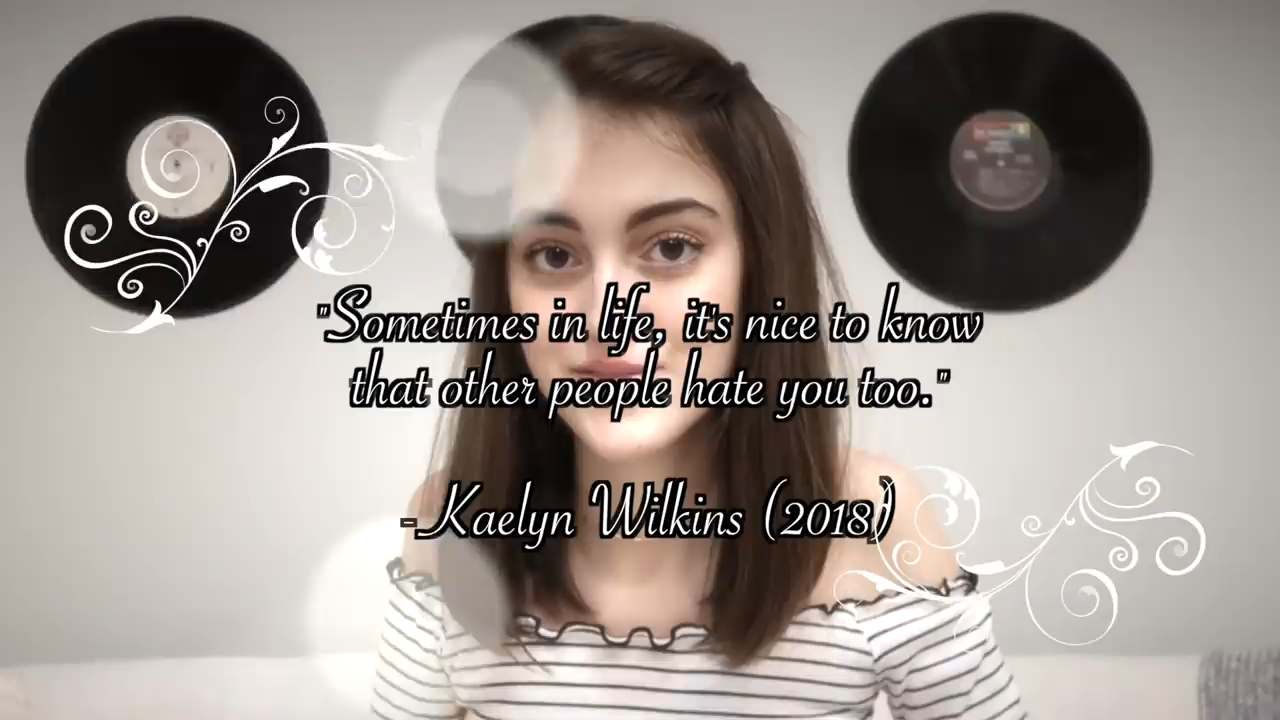 "Sometimes in life, it's nice to know
that other people hate you too."
-Kaelyn Wilkins (2018)